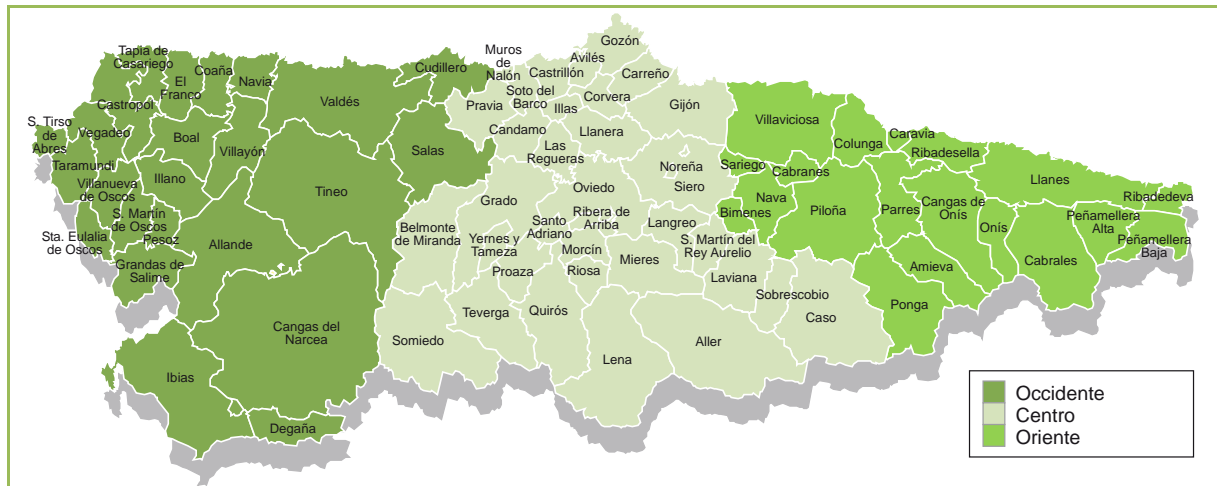 Tapia de
Casariego
El
Franco
Coaña
Navia
Valdés
Cudillero
Muros
de
Nalón
Soto del
Barco
Castrillón
Avilés
Gozón
Carreño
Corvera
Illas
Pravia
Gijón
Castropol
S. Tirso
de
Abres
Vegadeo
Boal
Villayón
Salas
Candamo
Las
Regueras
Llanera
Noreña
Siero
Villaviciosa
Colunga
Caravia
Ribadesella
Llanes
Ribadedeva
Taramundi
Villanueva
de Oscos
Illano
Tineo
Grado
Oviedo
Sariego
Cabranes
Nava
Bimenes
Piloña
Parres
Cangas de
Onís
Onís
Peñamellera
Alta
Peñamellera
Baja
Cabrales
Sta. Eulalia
de Oscos
S. Martín
de Oscos
Pesoz
Allande
Grandas de
Salime
Belmonte
de Miranda
Yernes y
Tameza
Santo
Adriano
Ribera de
Arriba
Langreo
S. Martín del
Rey Aurelio
Morcín
Riosa
Proaza
Mieres
Laviana
Sobrescobio
Caso
Amieva
Ponga
Cangas del
Narcea
Somiedo
Teverga
Quirós
Lena
Aller
Ibias
Degaña
Occidente
Centro
Oriente